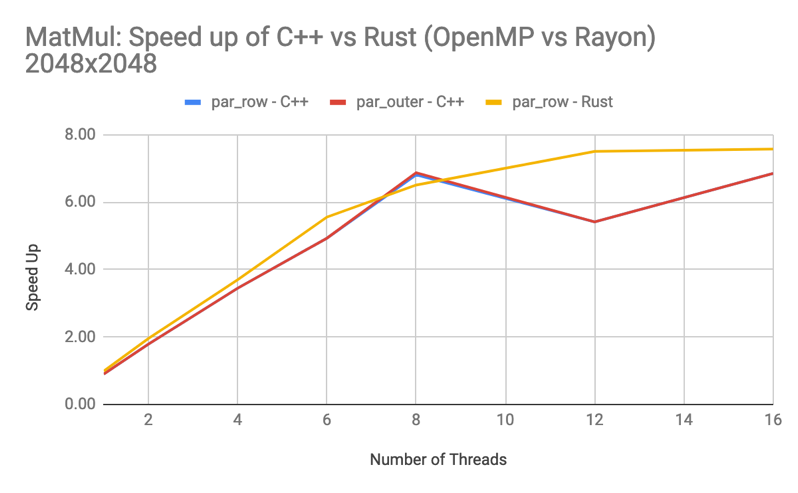 MatMul: Speed up of C++ vs Rust (OpenMP vs Rayon)
2048x2048
par_row - C++ par_outer - C++ par_row - Rust
8.00
6.00
4.00
2.00
0.00
Speed Up
2 4 6 8 10 12 14 16
Number of Threads